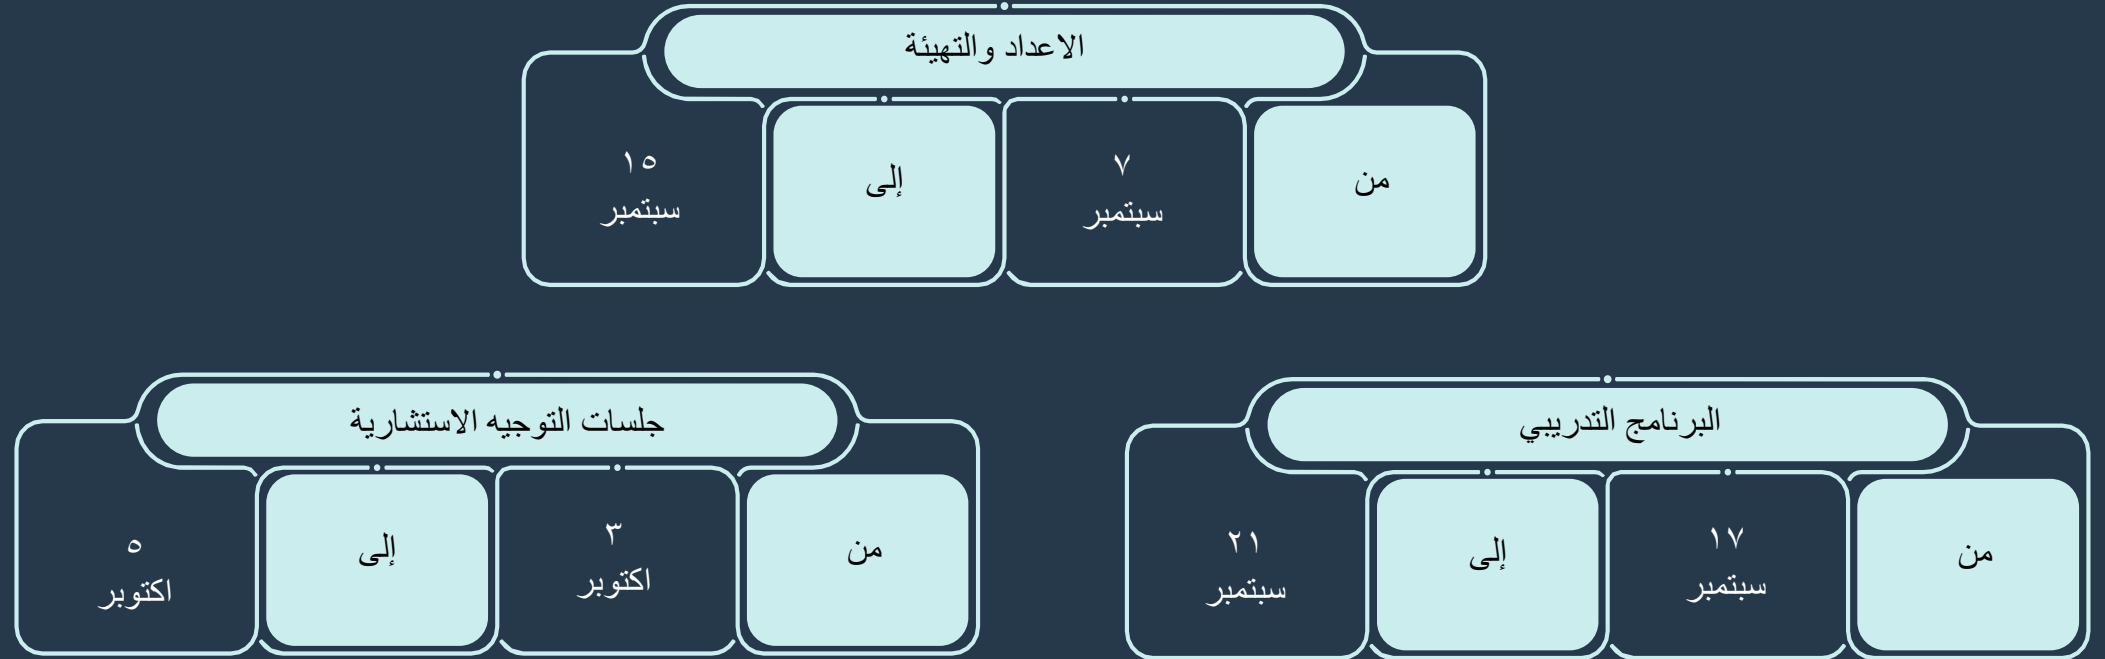 الاعداد والتهيئة
من
٧
سبتمبر
إلى
١٥
سبتمبر
البرنامج التدريبي
من
١٧
سبتمبر
إلى
٢١
سبتمبر
جلسات التوجيه الاستشارية
من
٣
اكتوبر
إلى
٥
اكتوبر